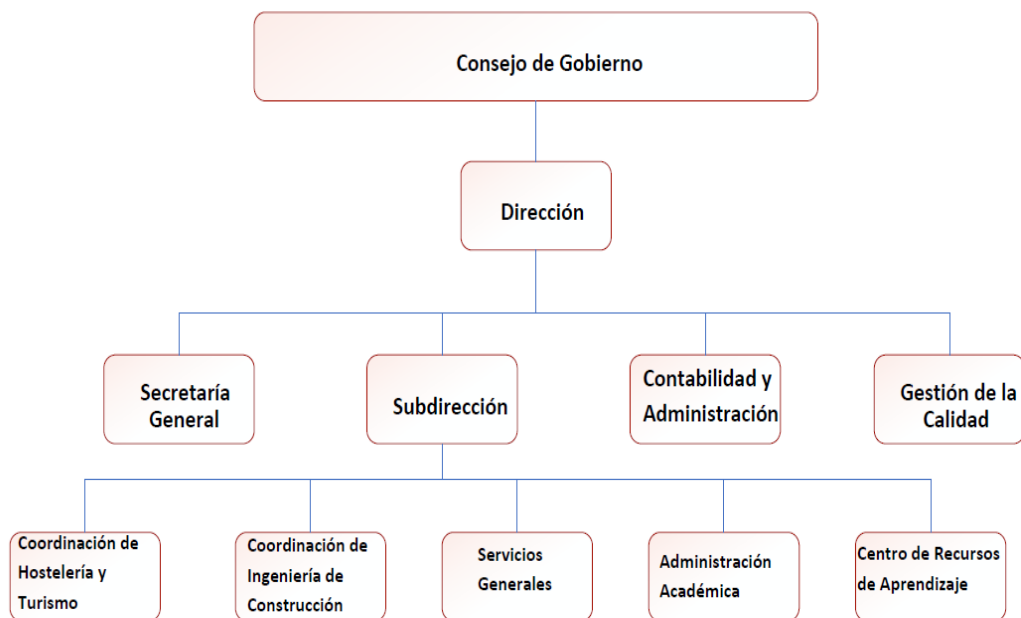 Consejo de Gobierno
Dirección
Secretaría
General
Subdirección
Contabilidad y
Administración
Gestión de la
Calidad
Coordinación de
Hostelería y
Turismo
Coordinación de
Ingeniería de
Construcción
Servicios
Generales
Administración
Académica
Centro de Recursos
de Aprendizaje